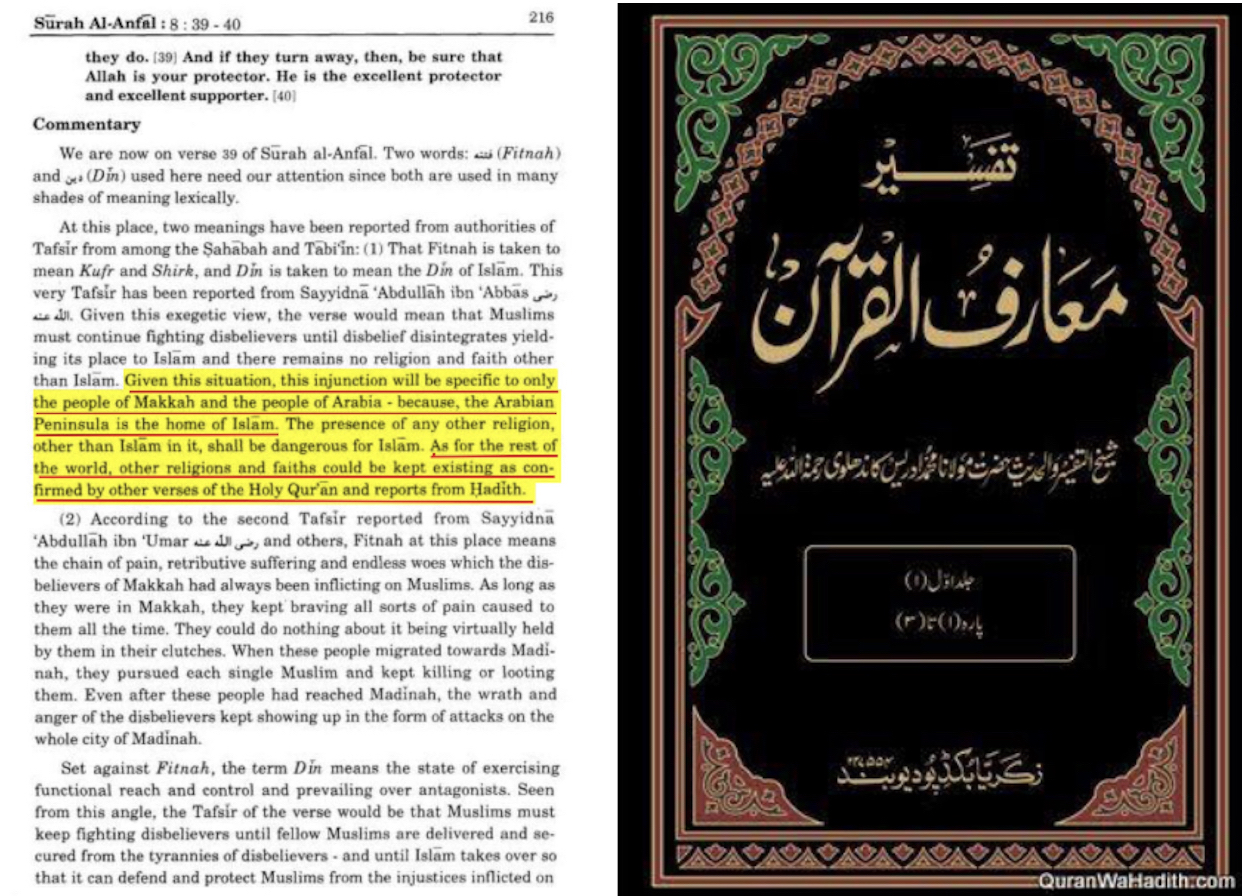 Sūrah Al-Anfāl : 8 : 39 - 40
216
they do. [39] And if they turn away, then, be sure that
Allah is your protector. He is the excellent protector
and excellent supporter. [40]
Commentary
We are now on verse 39 of Sūrah al-Anfāl. Two words: فتنه (Fitnah)
and دين (Dīn) used here need our attention since both are used in many
shades of meaning lexically.
At this place, two meanings have been reported from authorities of
Tafsīr from among the Ṣaḥābah and Tābi'īn: (1) That Fitnah is taken to
mean Kufr and Shirk, and Dīn is taken to mean the Dīn of Islām. This
very Tafsīr has been reported from Sayyidnā 'Abdullāh ibn 'Abbās رضى
الله عنه. Given this exegetic view, the verse would mean that Muslims
must continue fighting disbelievers until disbelief disintegrates yield-
ing its place to Islām and there remains no religion and faith other
than Islām. Given this situation, this injunction will be specific to only
the people of Makkah and the people of Arabia - because, the Arabian
Peninsula is the home of Islām. The presence of any other religion,
other than Islām in it, shall be dangerous for Islām. As for the rest of
the world, other religions and faiths could be kept existing as con-
firmed by other verses of the Holy Qur'ān and reports from Ḥadīth.
(2) According to the second Tafsīr reported from Sayyidnā
'Abdullāh ibn 'Umar رضى الله عنه and others, Fitnah at this place means
the chain of pain, retributive suffering and endless woes which the dis-
believers of Makkah had always been inflicting on Muslims. As long as
they were in Makkah, they kept braving all sorts of pain caused to
them all the time. They could do nothing about it being virtually held
by them in their clutches. When these people migrated towards Madī-
nah, they pursued each single Muslim and kept killing or looting
them. Even after these people had reached Madīnah, the wrath and
anger of the disbelievers kept showing up in the form of attacks on the
whole city of Madīnah.
Set against Fitnah, the term Dīn means the state of exercising
functional reach and control and prevailing over antagonists. Seen
from this angle, the Tafsīr of the verse would be that Muslims must
keep fighting disbelievers until fellow Muslims are delivered and se-
cured from the tyrannies of disbelievers - and until Islām takes over so
that it can defend and protect Muslims from the injustices inflicted on
تفسیر
معارف القرآن
شیخ التفسیر والحدیث حضرت مولانا محمد ادریس کاندھلوی رحمۃ اللہ علیہ
جلد اول (۱)
پارہ (۱) تا (۳)
زکریا بکڈپو دیوبند
QuranWaHadith.com